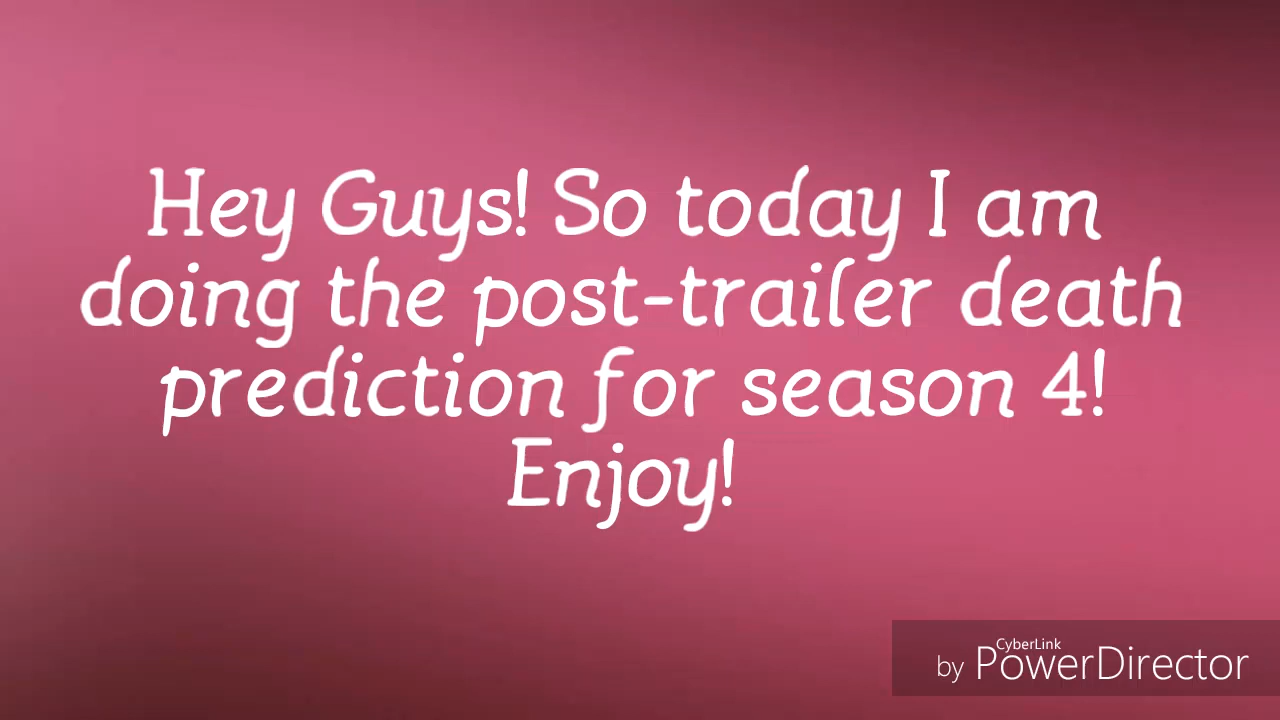 Hey Guys! So today I am
doing the post-trailer death
prediction for season 4!
Enjoy!
CyberLink
by PowerDirector